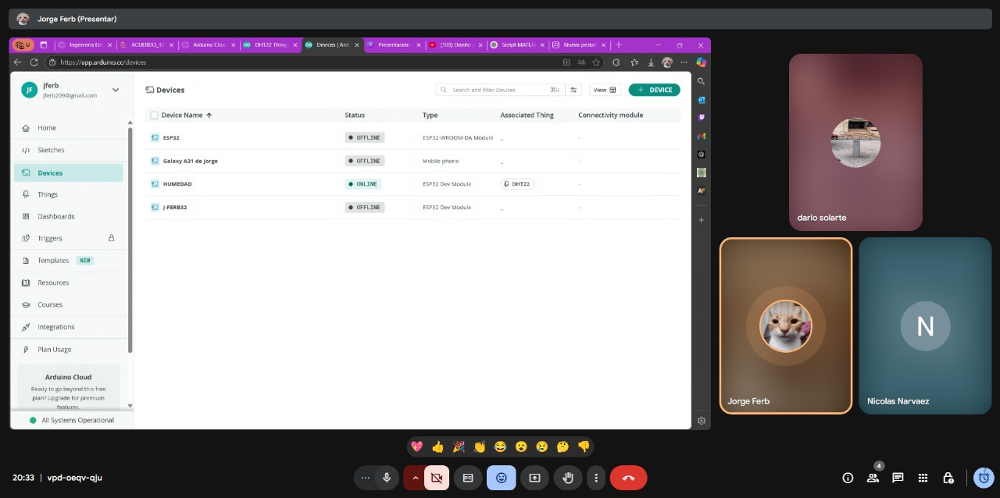 Jorge Ferb (Presentar)
U
Ingeniería Ele
ACUERDO_10
Arduino Clou
DHT22 Thing
Devices | Ardu
Presentación
(108) Diseño
Script MATLA
Nueva pestañ
https://app.arduino.cc/devices
JF
jferb
jferb209@gmail.com
Home
Sketches
Devices
Things
Dashboards
Triggers
Templates NEW
Resources
Courses
Integrations
Plan Usage
Arduino Cloud
Ready to go beyond this free
plan? Upgrade for premium
features.
All Systems Operational
Devices
Search and filter Devices ⌘K
View
+ DEVICE
Device Name ↑ Status Type Associated Thing Connectivity module
ESP32 OFFLINE ESP32-WROOM-DA Module _ -
Galaxy A31 de Jorge OFFLINE Mobile phone _ -
HUMEDAD ONLINE ESP32 Dev Module DHT22 -
J-FERB32 OFFLINE ESP32 Dev Module _ -
dario solarte
Jorge Ferb
N
Nicolas Narvaez
20:33 | vpd-oeqv-qju
4